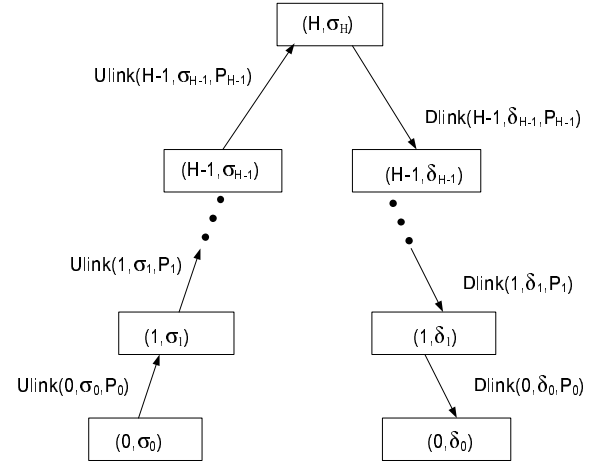 (H,σH)
Ulink(H-1,σH-1,PH-1)
Dlink(H-1,δH-1,PH-1)
(H-1,σH-1)
(H-1,δH-1)
Ulink(1,σ1,P1)
Dlink(1,δ1,P1)
(1,σ1)
(1,δ1)
Ulink(0,σ0,P0)
Dlink(0,δ0,P0)
(0,σ0)
(0,δ0)